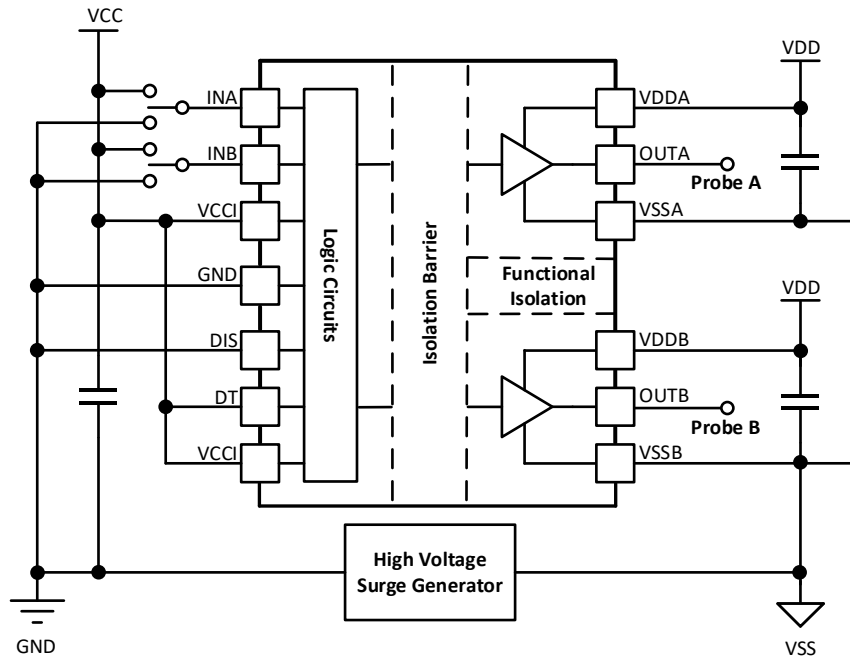 VCC
VDD
INA
VDDA
INB
OUTA
Probe A
VCCI
VSSA
GND
Logic Circuits
Isolation Barrier
Functional
Isolation
VDD
DIS
VDDB
DT
OUTB
Probe B
VCCI
VSSB
High Voltage
Surge Generator
GND
VSS